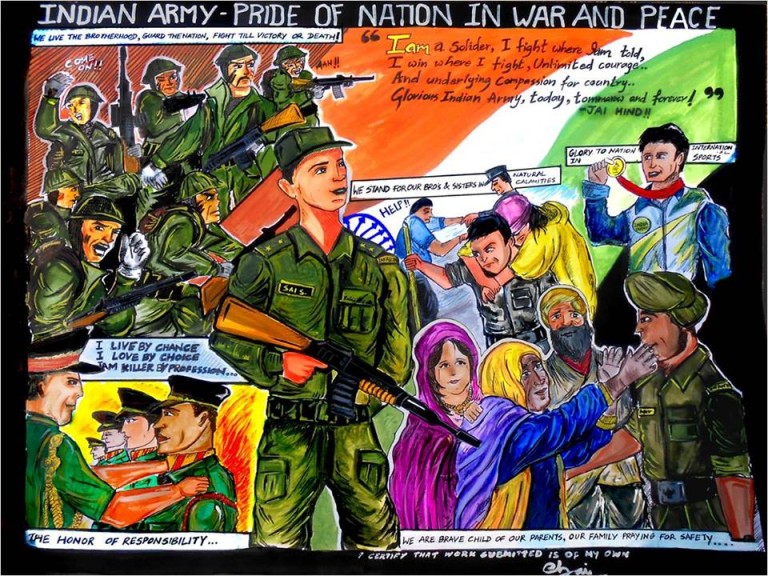 INDIAN ARMY-PRIDE OF NATION IN WAR AND PEACE
WE LIVE THE BROTHERHOOD, GUARD THE NATION, FIGHT TILL VICTORY OR DEATH!
COME
ON!!
AAH!!
“ I am a Solider, I fight where I am told,
I win where I fight, Unlimited courage..
And underlying Compassion for country..
Glorious Indian Army, today, tommorow and forever! ”
-JAI HIND!!
GLORY TO NATION
IN
INTERNATION
-AL
SPORTS
WE STAND FOR OUR BROS & SISTERS IN
NATURAL
CALAMITIES
HELP!!
INDIA
SAI S.
I LIVE BY CHANCE
I LOVE BY CHOICE
I AM KILLER BY PROFESSION...
THE HONOR OF RESPONSIBILITY...
WE ARE BRAVE CHILD OF OUR PARENTS, OUR FAMILY PRAYING FOR SAFETY....
I CERTIFY THAT WORK SUBMITTED IS OF MY OWN